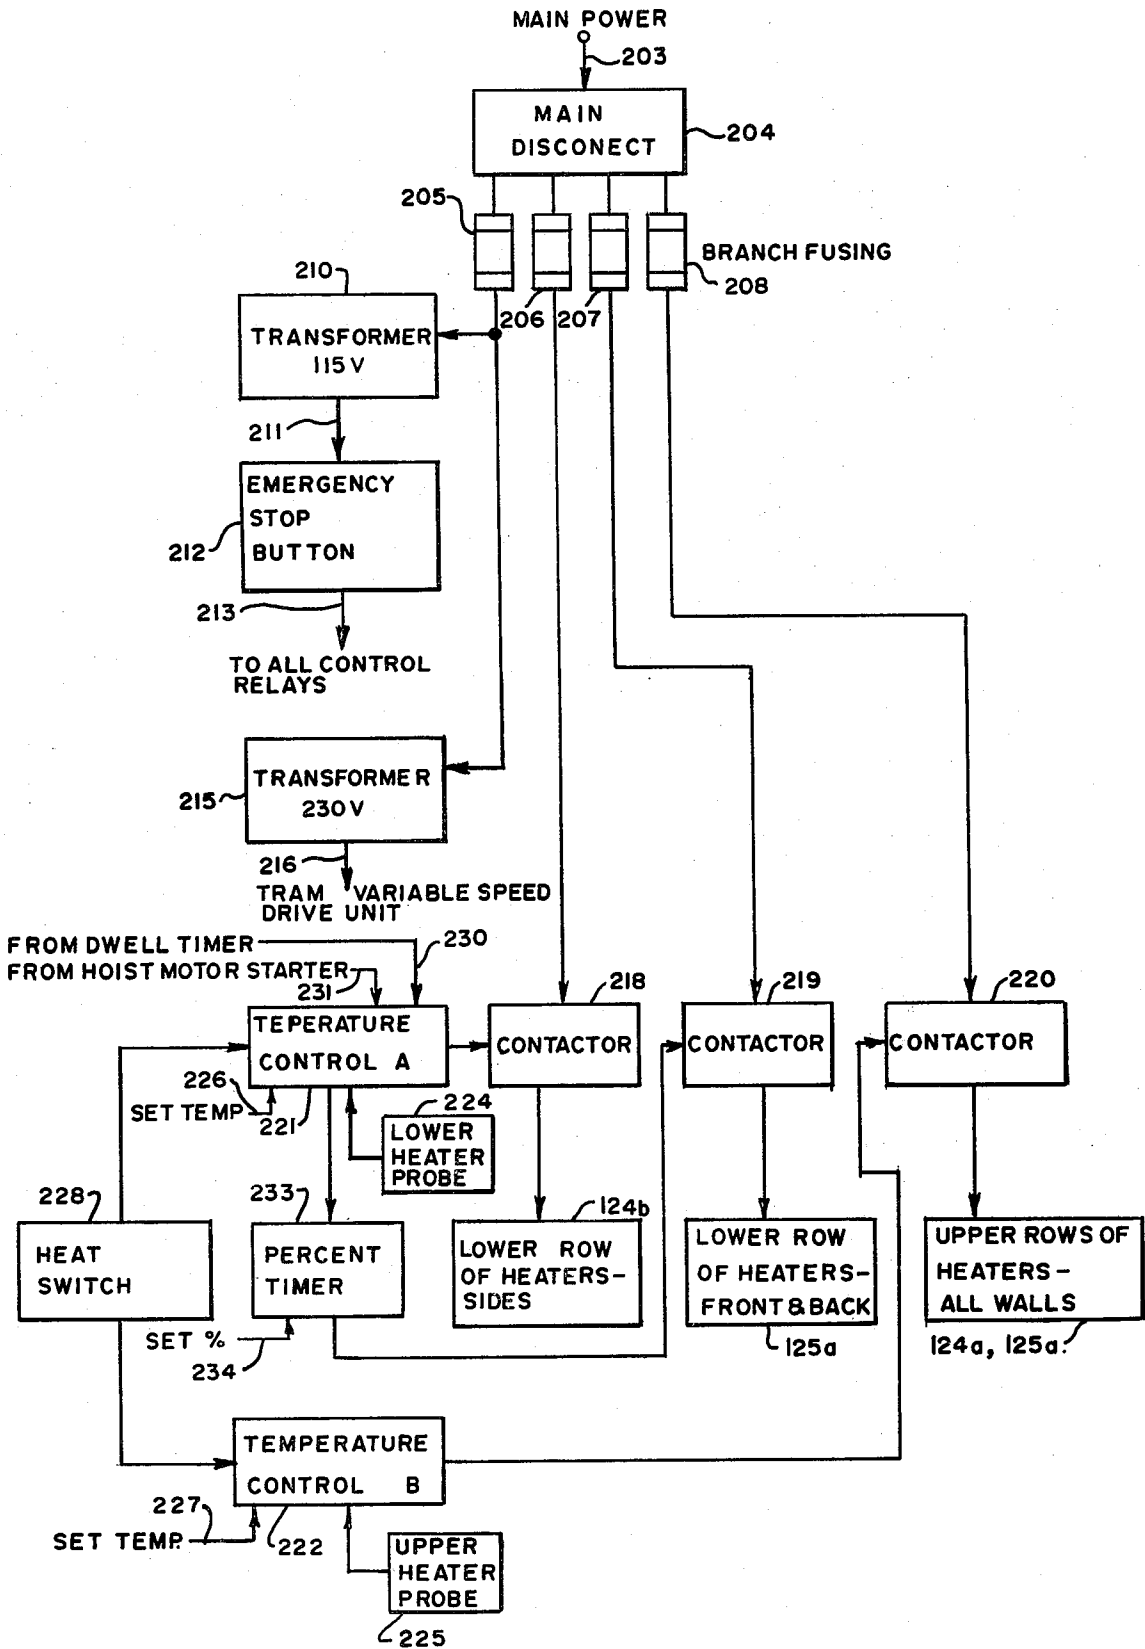 MAIN POWER
203
MAIN
DISCONECT
204
205
206
207
BRANCH FUSING
208
210
TRANSFORMER
115V
211
EMERGENCY
STOP
BUTTON
212
213
TO ALL CONTROL
RELAYS
TRANSFORMER
230V
215
216
TRAM VARIABLE SPEED
DRIVE UNIT
FROM DWELL TIMER
230
FROM HOIST MOTOR STARTER
231
TEPERATURE
CONTROL A
218
CONTACTOR
219
CONTACTOR
220
CONTACTOR
226
SET TEMP
221
224
LOWER
HEATER
PROBE
228
HEAT
SWITCH
233
PERCENT
TIMER
SET %
234
124b
LOWER ROW
OF HEATERS-
SIDES
LOWER ROW
OF HEATERS-
FRONT & BACK
125a
UPPER ROWS OF
HEATERS-
ALL WALLS
124a, 125a.
TEMPERATURE
CONTROL B
227
SET TEMP.
222
UPPER
HEATER
PROBE
225